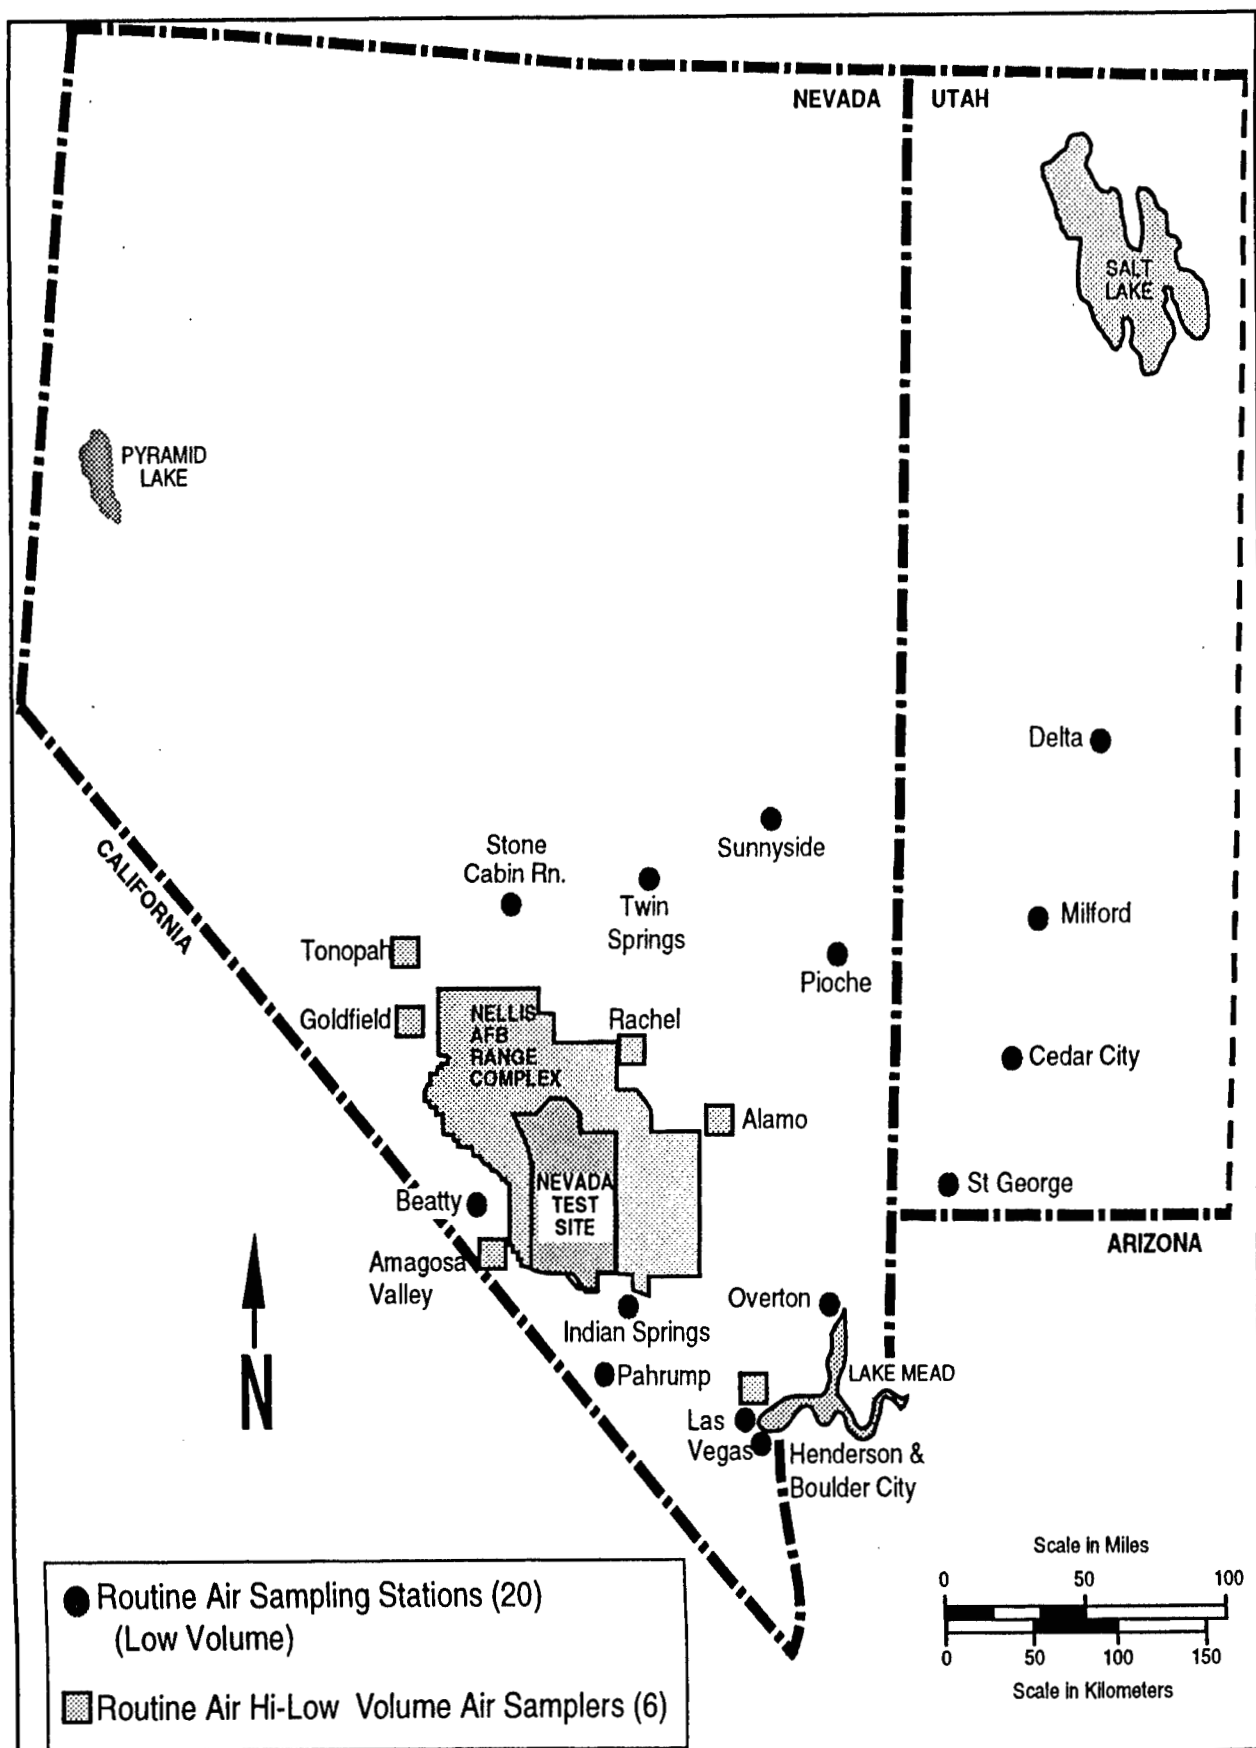 NEVADA
UTAH
SALT
LAKE
PYRAMID
LAKE
Delta
Sunnyside
Stone
Cabin Rn.
Twin
Springs
Milford
CALIFORNIA
Tonopah
Pioche
Goldfield
NELLIS
AFB
RANGE
COMPLEX
Rachel
Cedar City
Alamo
NEVADA
TEST
SITE
St George
Beatty
ARIZONA
Amagosa
Valley
Overton
Indian Springs
N
Pahrump
LAKE MEAD
Las
Vegas
Henderson &
Boulder City
Scale in Miles
0 50 100
0 50 100 150
Scale in Kilometers
Routine Air Sampling Stations (20)
(Low Volume)
Routine Air Hi-Low Volume Air Samplers (6)